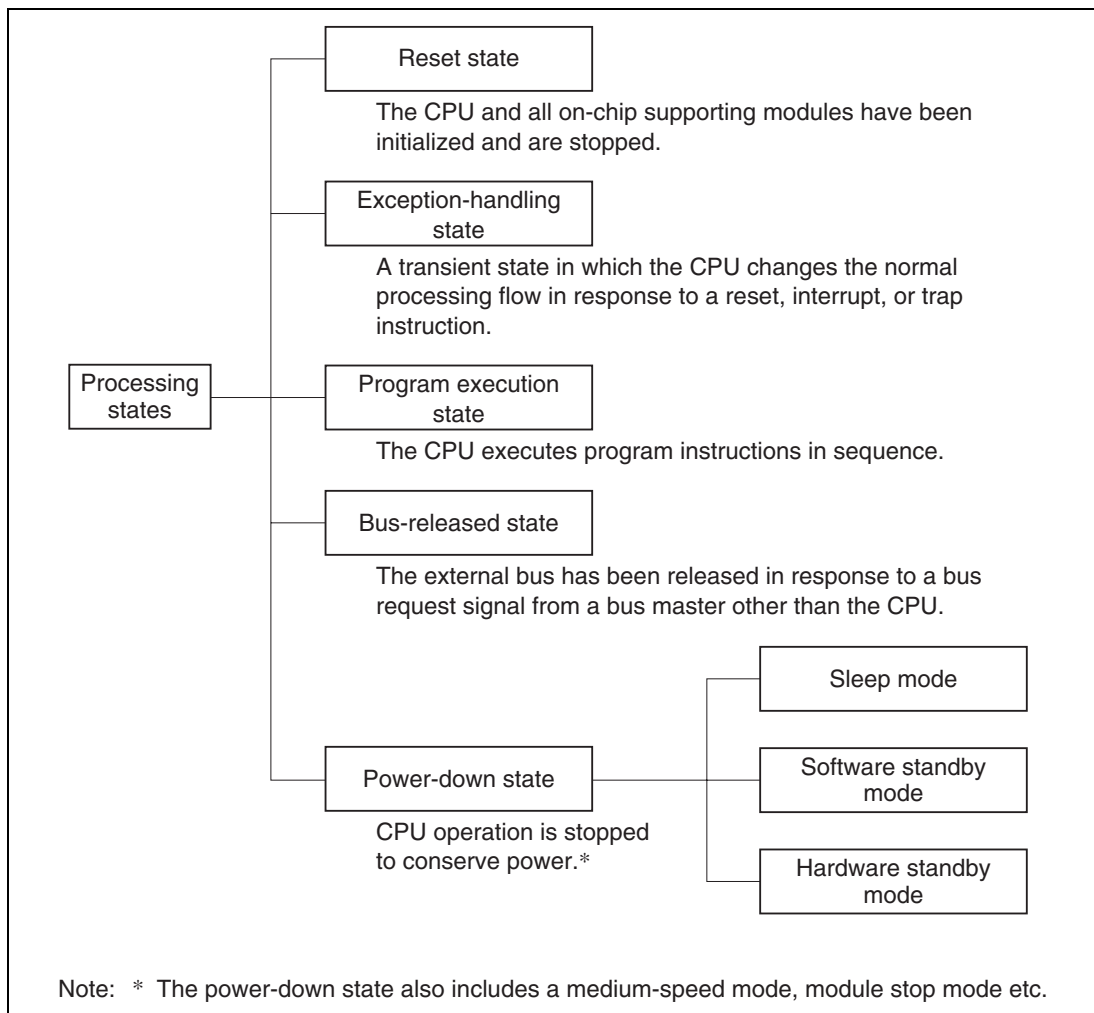 Reset state
The CPU and all on-chip supporting modules have been
initialized and are stopped.
Exception-handling
state
A transient state in which the CPU changes the normal
processing flow in response to a reset, interrupt, or trap
instruction.
Processing
states
Program execution
state
The CPU executes program instructions in sequence.
Bus-released state
The external bus has been released in response to a bus
request signal from a bus master other than the CPU.
Power-down state
CPU operation is stopped
to conserve power.*
Sleep mode
Software standby
mode
Hardware standby
mode
Note: * The power-down state also includes a medium-speed mode, module stop mode etc.